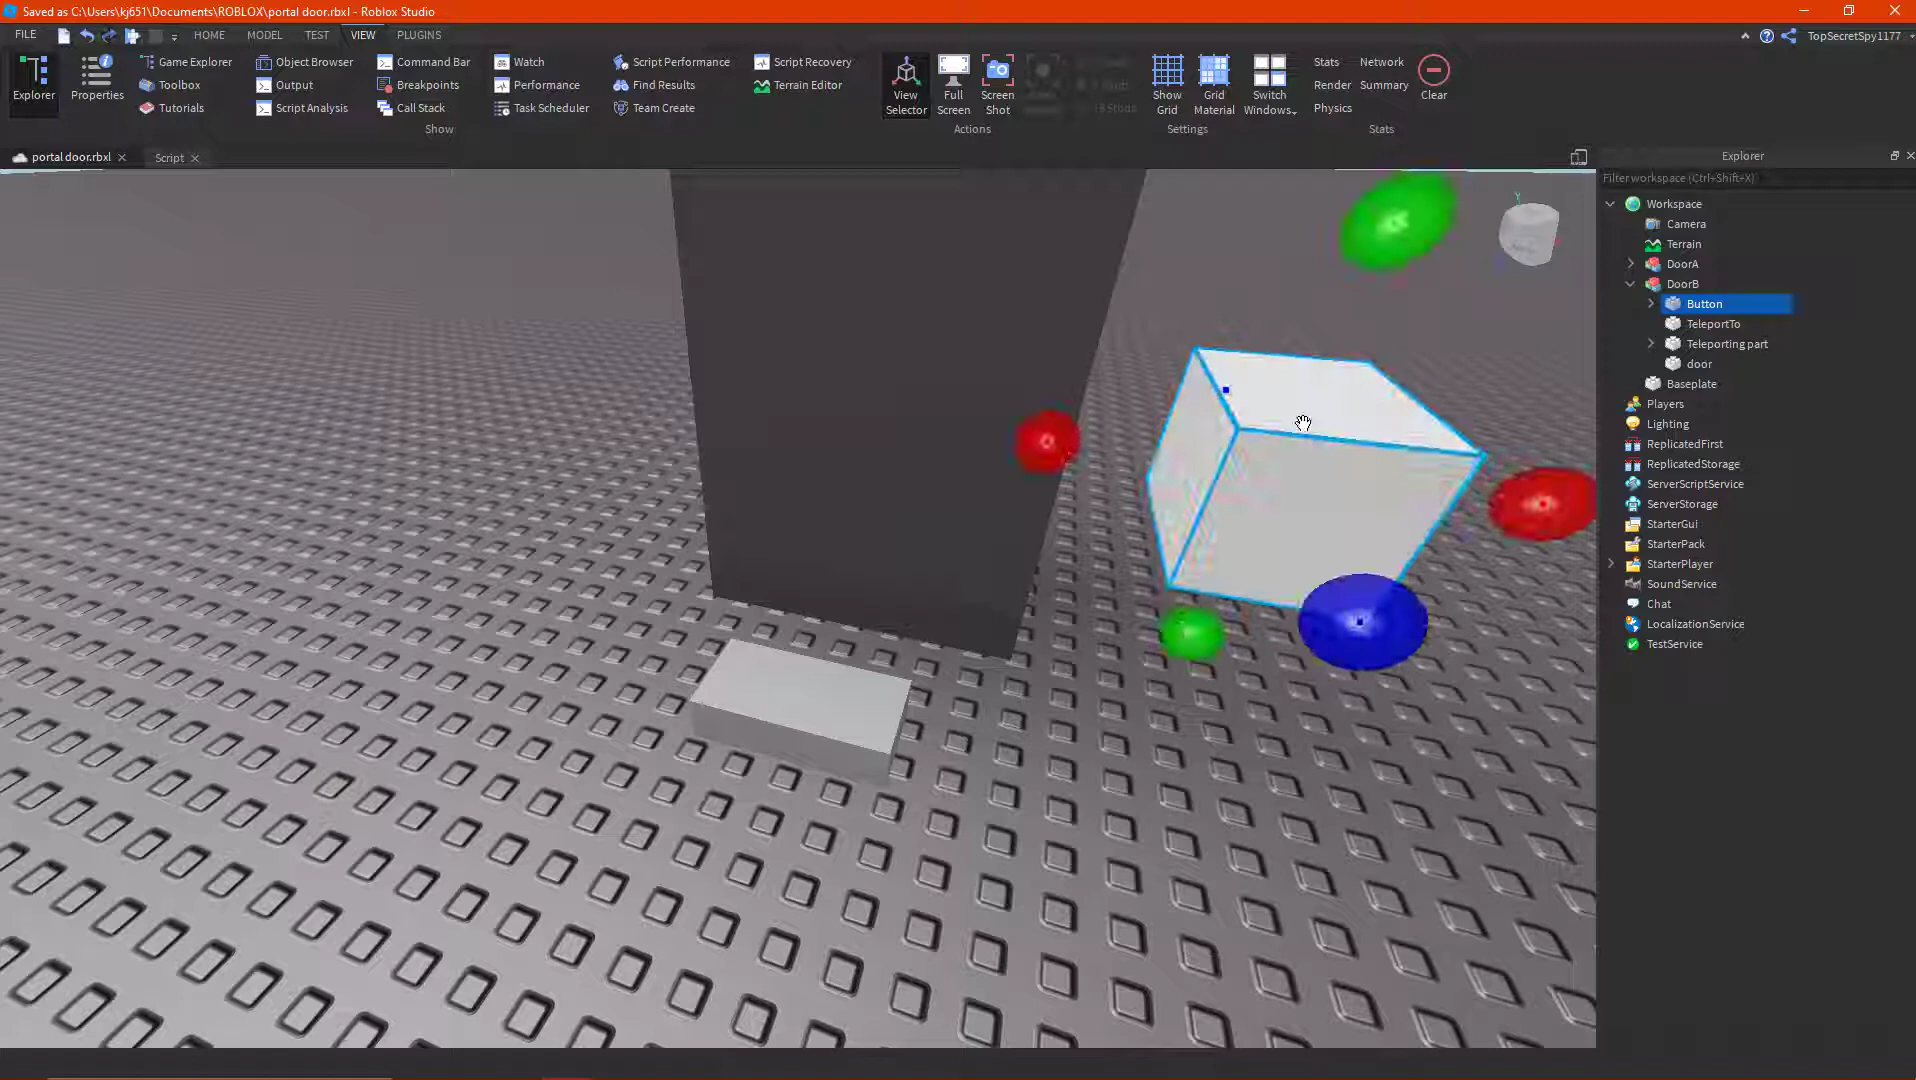 Saved as C:\Users\kj651\Documents\ROBLOX\portal door.rbxl - Roblox Studio
FILE HOME MODEL TEST VIEW PLUGINS TopSecretSpy1177
Game Explorer Object Browser Command Bar Watch Script Performance Script Recovery Stats Network
Toolbox Output Breakpoints Performance Find Results Terrain Editor Render Summary
Explorer Properties View Selector Full Screen Screen Shot Show Grid Grid Material Switch Windows... Clear
Tutorials Script Analysis Call Stack Task Scheduler Team Create Physics
Show Actions Settings Stats
portal door.rbxl Script Explorer
Filter workspace (Ctrl+Shift+X)
Workspace
Camera
Terrain
DoorA
DoorB
Button
TeleportTo
Teleporting part
door
Baseplate
Players
Lighting
ReplicatedFirst
ReplicatedStorage
ServerScriptService
ServerStorage
StarterGui
StarterPack
StarterPlayer
SoundService
Chat
LocalizationService
TestService
Y